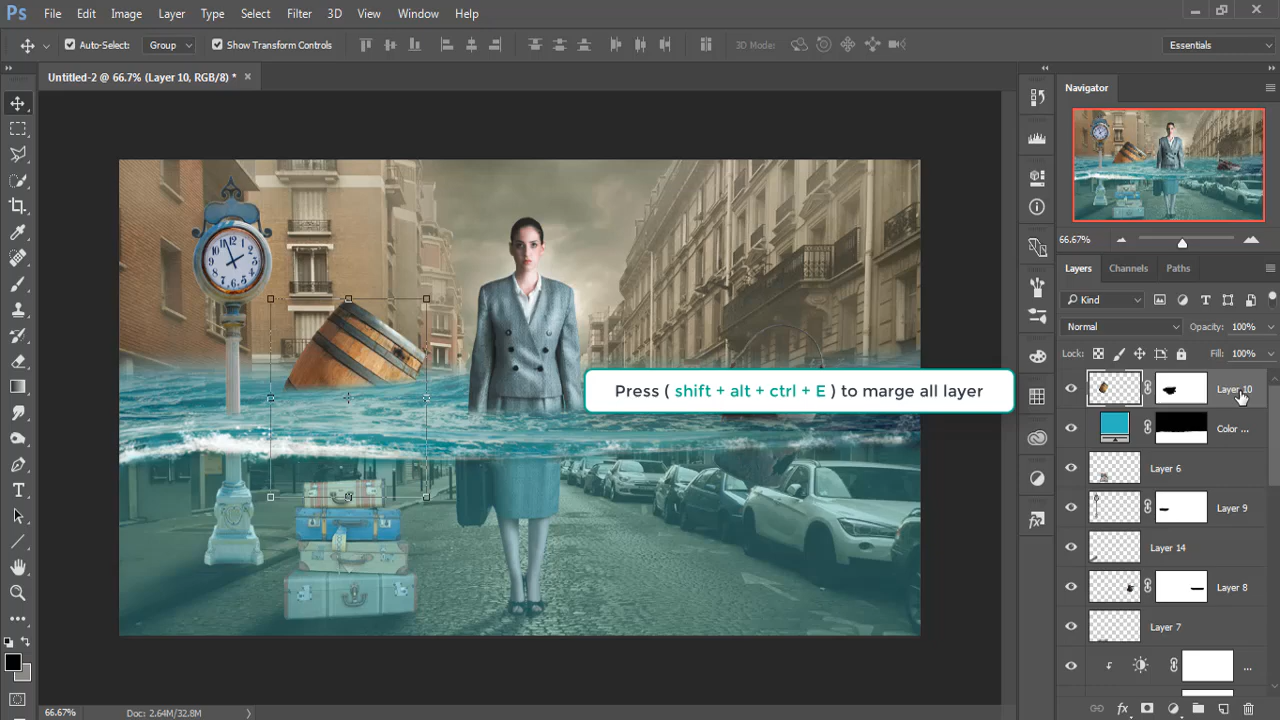 Ps File Edit Image Layer Type Select Filter 3D View Window Help
Auto-Select: Group Show Transform Controls 3D Mode: Essentials
Untitled-2 @ 66.7% (Layer 10, RGB/8) * ×
Navigator
66.67%
Layers Channels Paths
Kind
Normal Opacity: 100%
Lock: Fill: 100%
Layer 10
Color ...
Layer 6
Layer 9
Layer 14
Layer 8
Layer 7
...
Press ( shift + alt + ctrl + E ) to marge all layer
66.67% Doc: 2.64M/32.8M